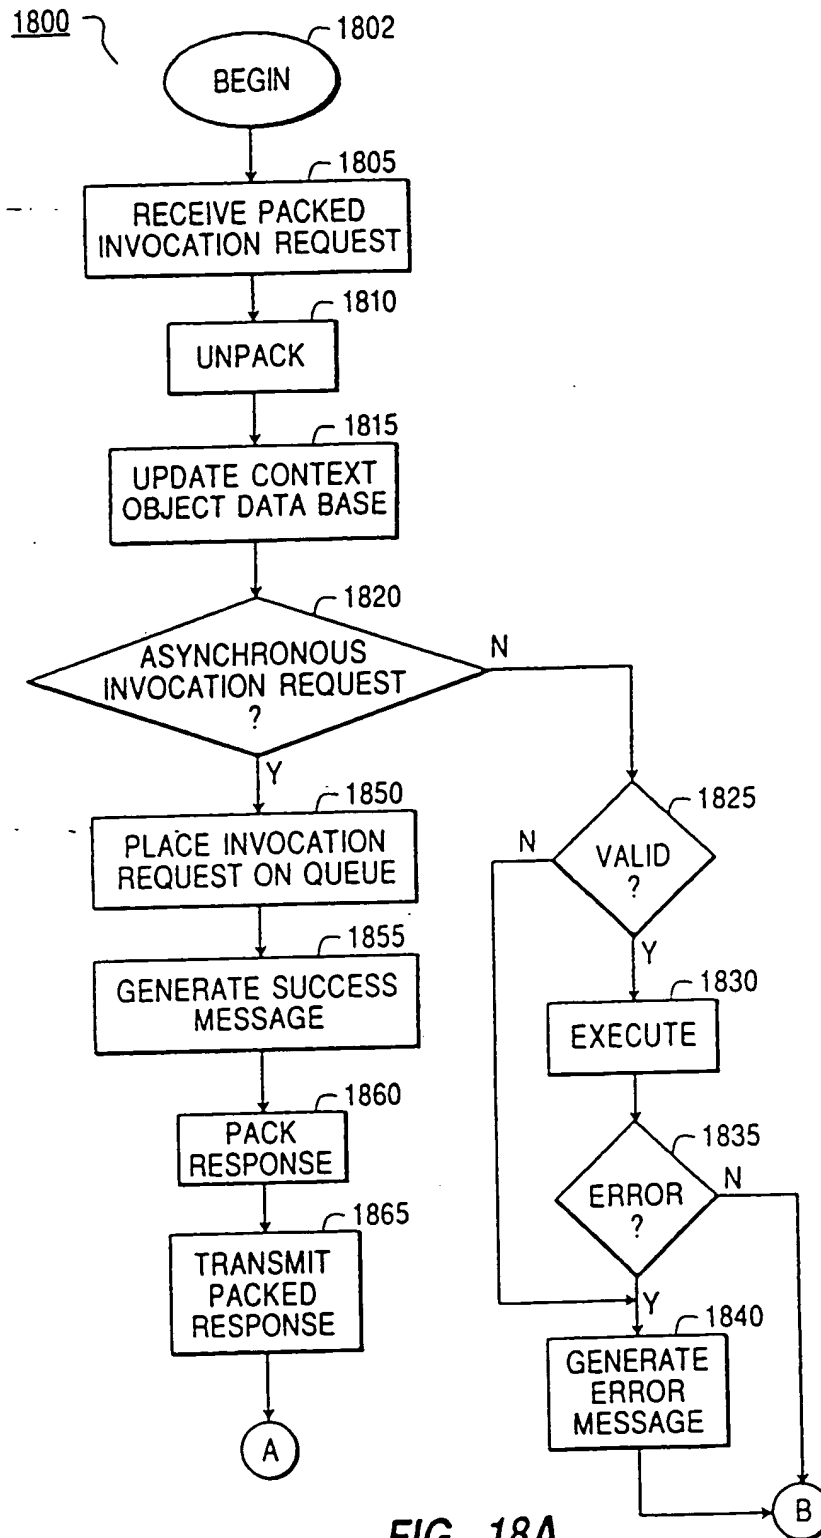 1800
1802
BEGIN
1805
RECEIVE PACKED
INVOCATION REQUEST
1810
UNPACK
1815
UPDATE CONTEXT
OBJECT DATA BASE
1820
ASYNCHRONOUS
INVOCATION REQUEST
?
N
Y
1850
PLACE INVOCATION
REQUEST ON QUEUE
1855
GENERATE SUCCESS
MESSAGE
1860
PACK
RESPONSE
1865
TRANSMIT
PACKED
RESPONSE
A
1825
VALID
?
N
Y
1830
EXECUTE
1835
ERROR
?
N
Y
1840
GENERATE
ERROR
MESSAGE
B
FIG. 18A